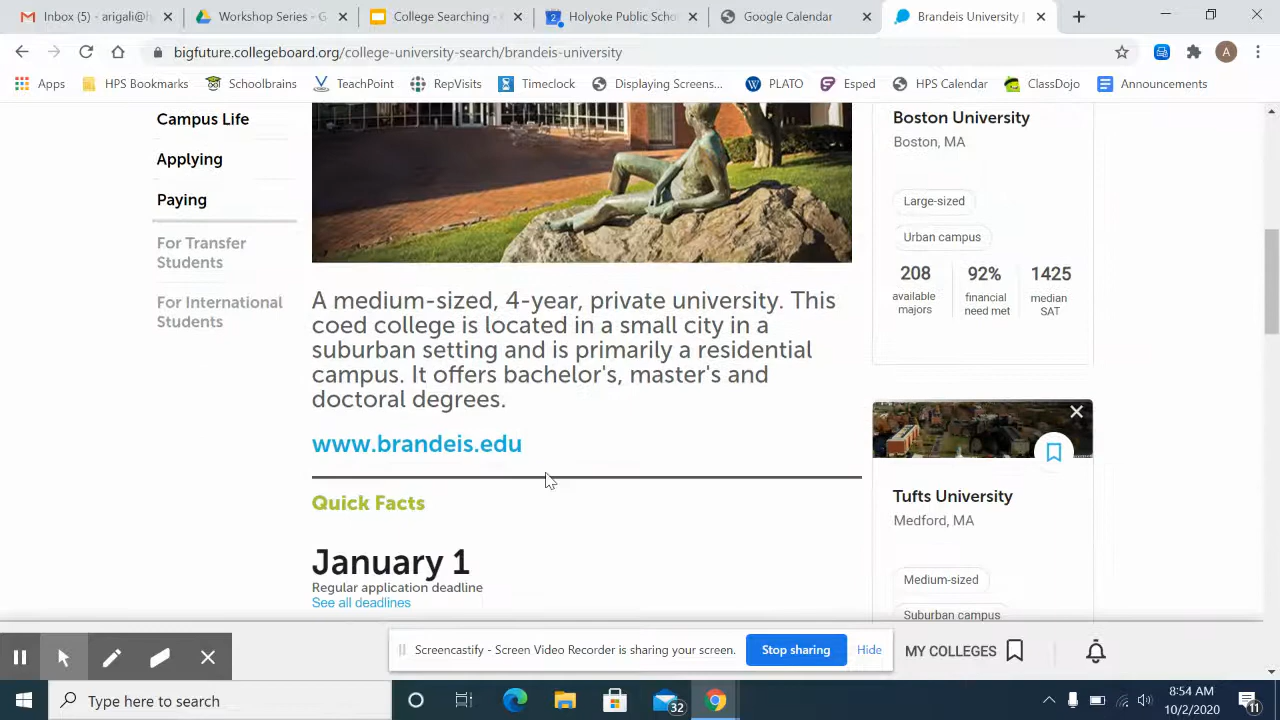 argali@h
Workshop Series - G
College Searching -
Holyoke Public Scho
Google Calendar
Brandeis University |
bigfuture.collegeboard.org/college-university-search/brandeis-university
A
Apps
HPS Bookmarks
Schoolbrains
TeachPoint
RepVisits
Timeclock
Displaying Screens...
PLATO
Esped
HPS Calendar
ClassDojo
Announcements
Campus Life
Applying
Paying
For Transfer
Students
For International
Students
A medium-sized, 4-year, private university. This
coed college is located in a small city in a
suburban setting and is primarily a residential
campus. It offers bachelor's, master's and
doctoral degrees.
www.brandeis.edu
Quick Facts
January 1
Regular application deadline
See all deadlines
Boston University
Boston, MA
Large-sized
Urban campus
208
available
majors
92%
financial
need met
1425
median
SAT
Tufts University
Medford, MA
Medium-sized
Suburban campus
Screencastify - Screen Video Recorder is sharing your screen.
Stop sharing
Hide
MY COLLEGES
Type here to search
32
8:54 AM
10/2/2020
11